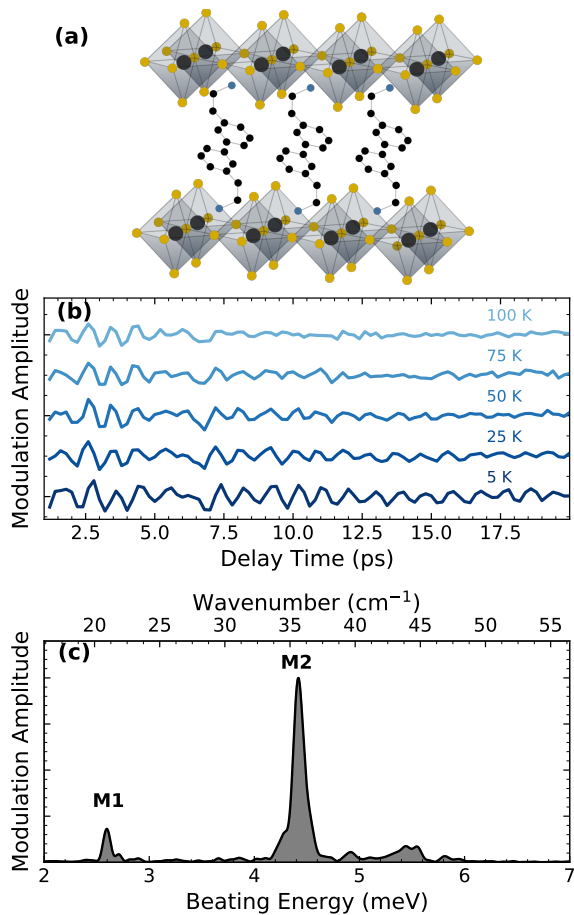 (a)
(b)
100 K
75 K
50 K
25 K
5 K
Modulation Amplitude
2.5 5.0 7.5 10.0 12.5 15.0 17.5
Delay Time (ps)
Wavenumber (cm⁻¹)
20 25 30 35 40 45 50 55
(c)
M2
M1
Modulation Amplitude
2 3 4 5 6 7
Beating Energy (meV)